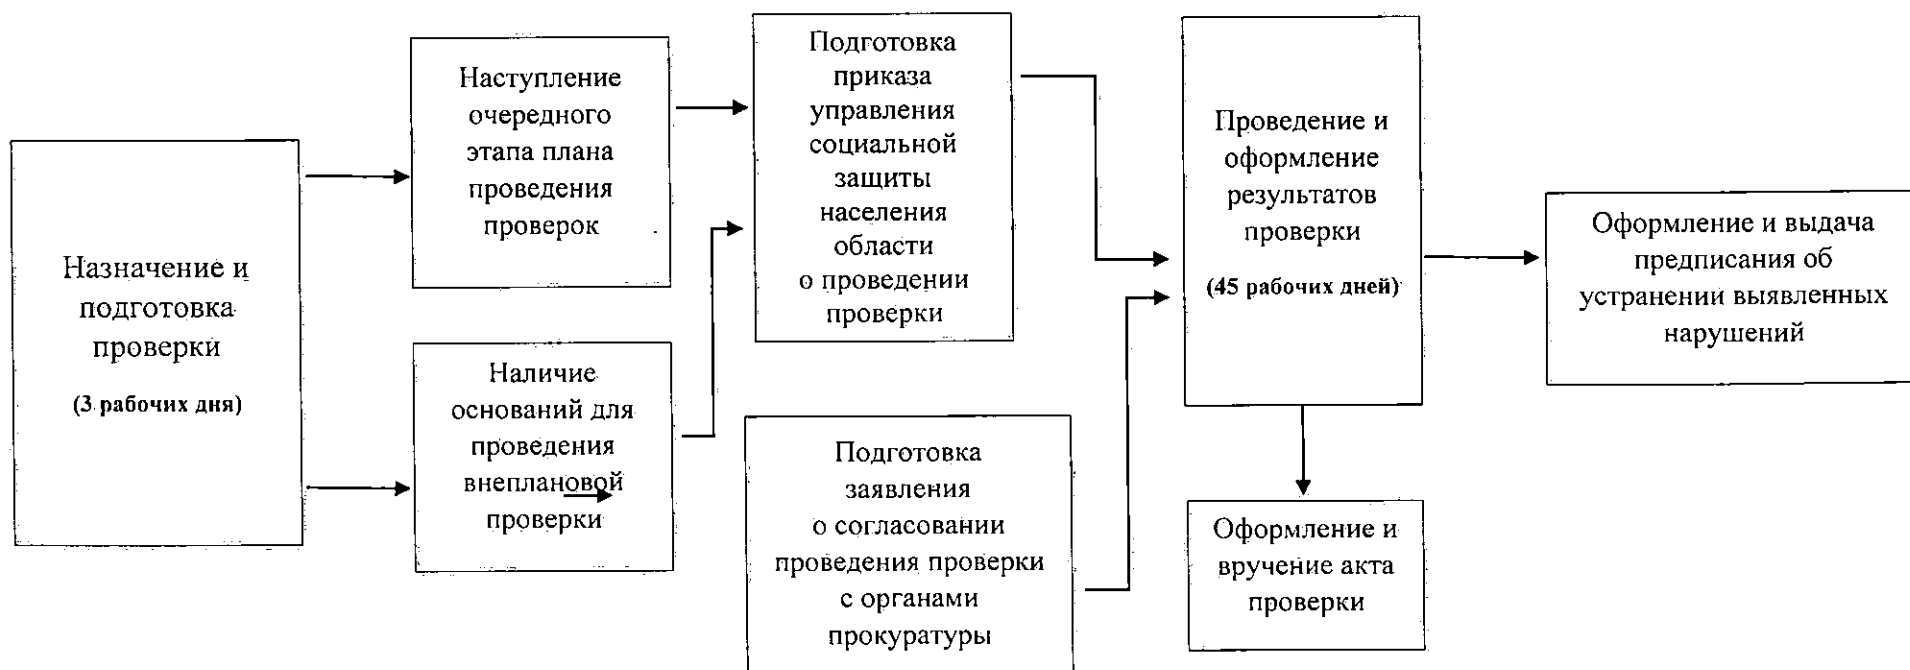 Назначение и
подготовка
проверки
(3 рабочих дня)
Наступление
очередного
этапа плана
проведения
проверок
Наличие
оснований для
проведения
внеплановой
проверки
Подготовка
приказа
управления
социальной
защиты
населения
области
о проведении
проверки
Подготовка
заявления
о согласовании
проведения проверки
с органами
прокуратуры
Проведение и
оформление
результатов
проверки
(45 рабочих дней)
Оформление и
вручение акта
проверки
Оформление и выдача
предписания об
устранении выявленных
нарушений